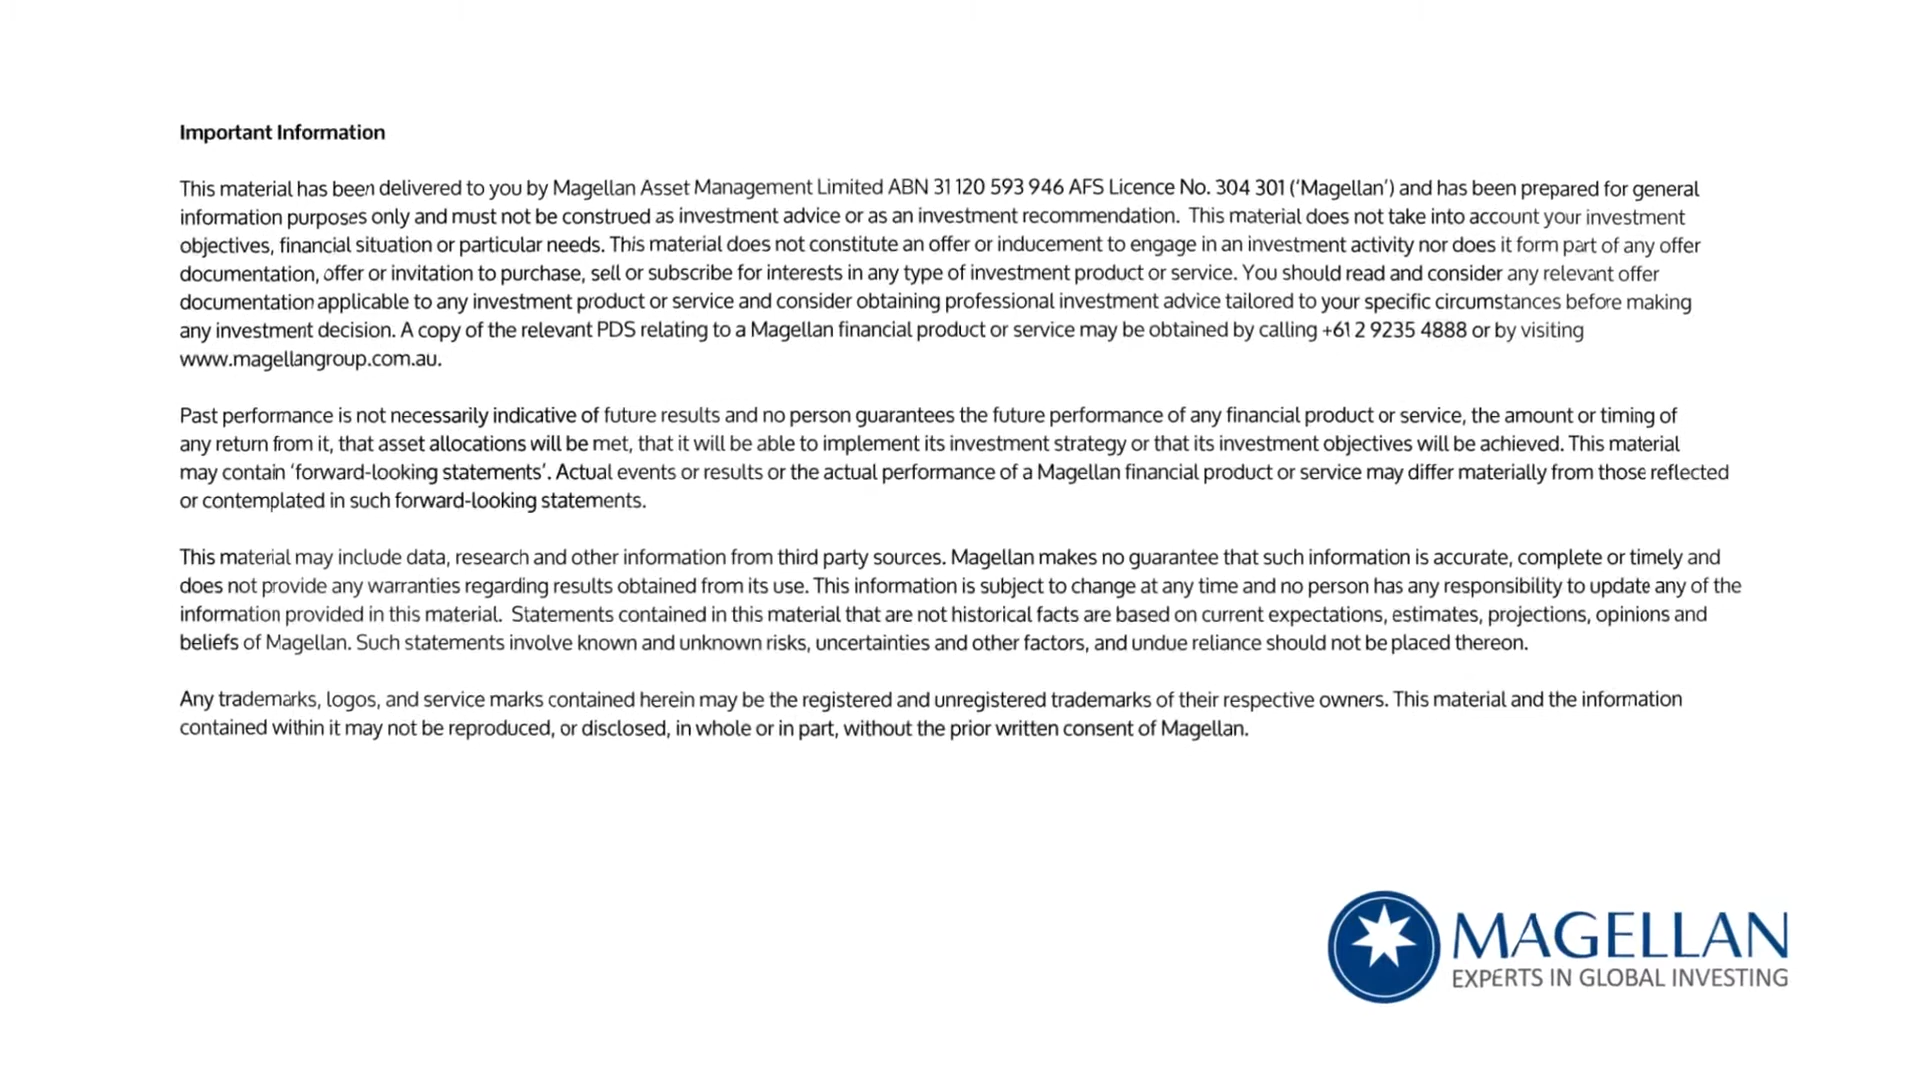 Important Information
This material has been delivered to you by Magellan Asset Management Limited ABN 31 120 593 946 AFS Licence No. 304 301 (‘Magellan’) and has been prepared for general
information purposes only and must not be construed as investment advice or as an investment recommendation. This material does not take into account your investment
objectives, financial situation or particular needs. This material does not constitute an offer or inducement to engage in an investment activity nor does it form part of any offer
documentation, offer or invitation to purchase, sell or subscribe for interests in any type of investment product or service. You should read and consider any relevant offer
documentation applicable to any investment product or service and consider obtaining professional investment advice tailored to your specific circumstances before making
any investment decision. A copy of the relevant PDS relating to a Magellan financial product or service may be obtained by calling +61 2 9235 4888 or by visiting
www.magellangroup.com.au.
Past performance is not necessarily indicative of future results and no person guarantees the future performance of any financial product or service, the amount or timing of
any return from it, that asset allocations will be met, that it will be able to implement its investment strategy or that its investment objectives will be achieved. This material
may contain ‘forward-looking statements’. Actual events or results or the actual performance of a Magellan financial product or service may differ materially from those reflected
or contemplated in such forward-looking statements.
This material may include data, research and other information from third party sources. Magellan makes no guarantee that such information is accurate, complete or timely and
does not provide any warranties regarding results obtained from its use. This information is subject to change at any time and no person has any responsibility to update any of the
information provided in this material. Statements contained in this material that are not historical facts are based on current expectations, estimates, projections, opinions and
beliefs of Magellan. Such statements involve known and unknown risks, uncertainties and other factors, and undue reliance should not be placed thereon.
Any trademarks, logos, and service marks contained herein may be the registered and unregistered trademarks of their respective owners. This material and the information
contained within it may not be reproduced, or disclosed, in whole or in part, without the prior written consent of Magellan.
MAGELLAN
EXPERTS IN GLOBAL INVESTING